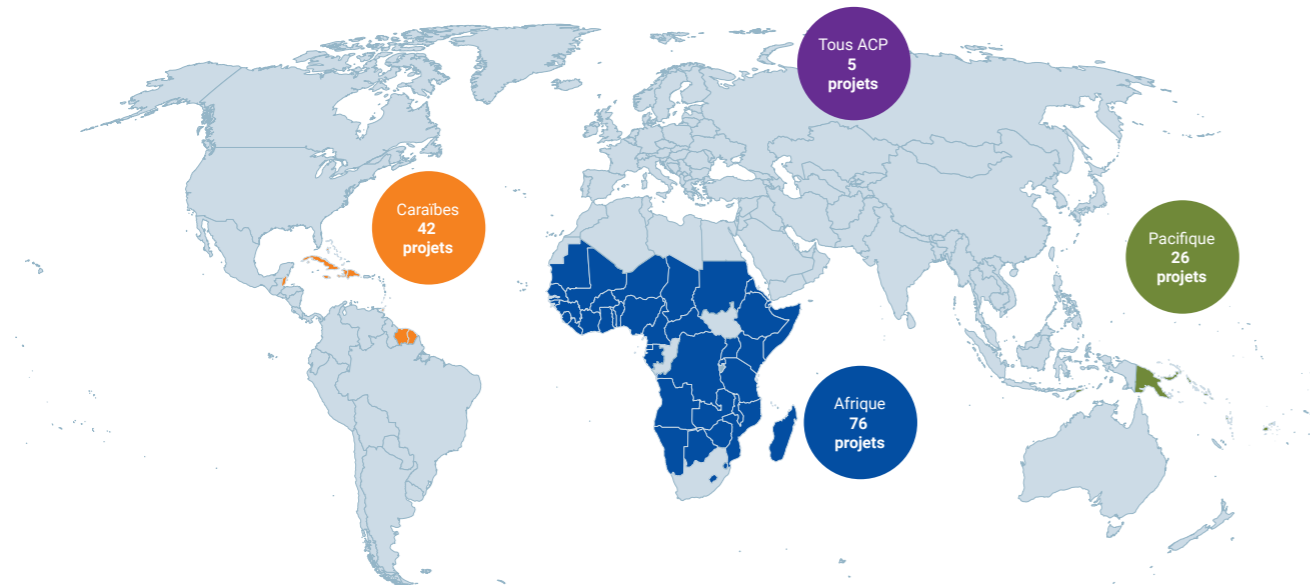 Tous ACP
5
projets
Caraïbes
42
projets
Pacifique
26
projets
Afrique
76
projets